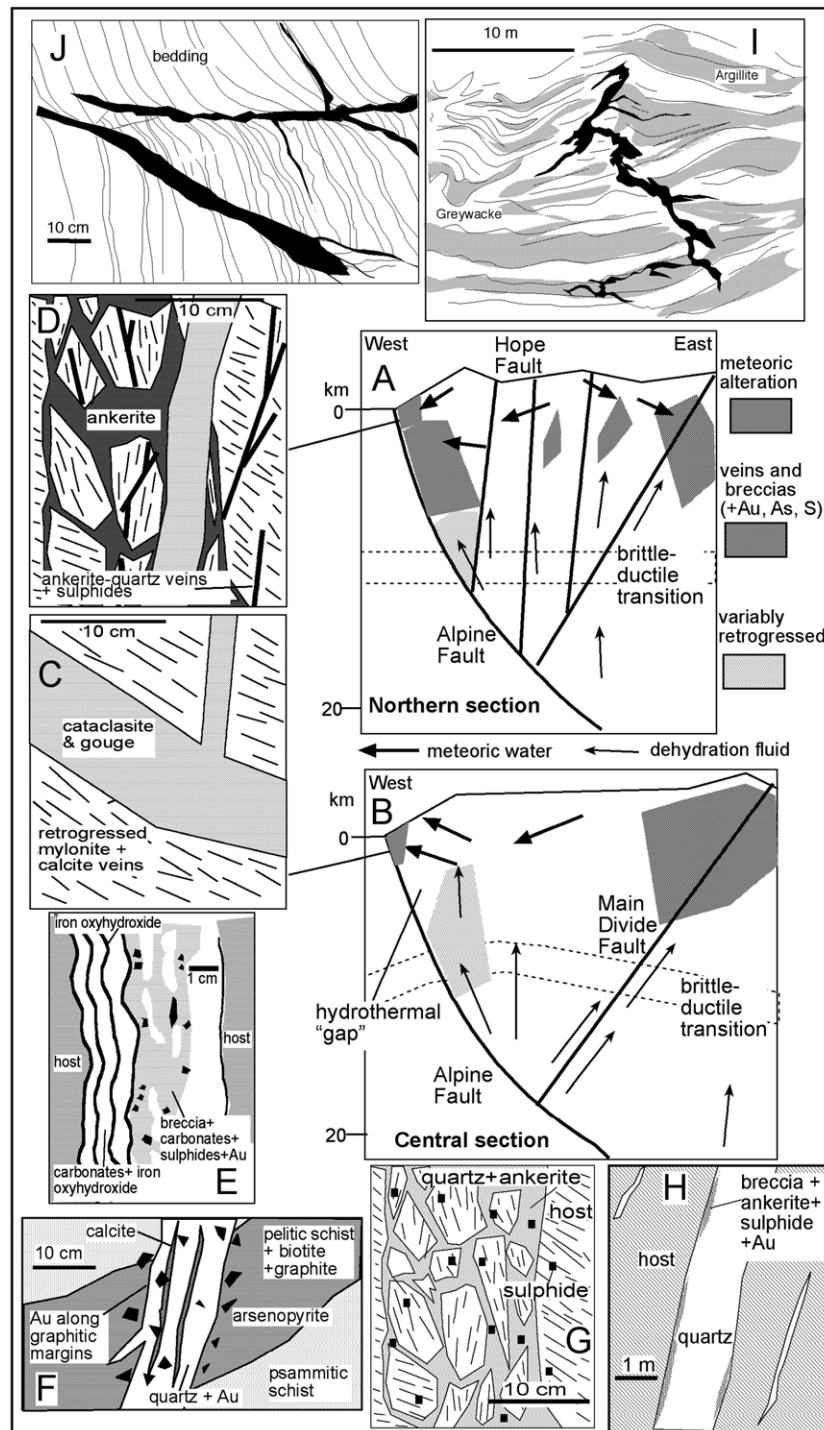 J
bedding
10 cm
10 m
I
Argillite
Greywacke
D
10 cm
ankerite
ankerite-quartz veins
+ sulphides
West
Hope
Fault
East
A
km
0
brittle-
ductile
transition
Alpine
Fault
20
Northern section
meteoric
alteration
veins and
breccias
(+Au, As, S)
variably
retrogressed
10 cm
C
cataclasite
& gouge
retrogressed
mylonite +
calcite veins
meteoric water
dehydration fluid
West
km
B
0
Main
Divide
Fault
hydrothermal
"gap"
brittle-
ductile
transition
Alpine
Fault
20
Central section
iron oxyhydroxide
1 cm
host
host
breccia+
carbonates+
sulphides+Au
carbonates+ iron
oxyhydroxide
E
calcite
10 cm
pelitic schist
+ biotite
+graphite
Au along
graphitic
margins
arsenopyrite
F
quartz + Au
psammitic
schist
quartz+ankerite
host
sulphide
G
10 cm
H
breccia +
ankerite+
sulphide
+Au
host
quartz
1 m